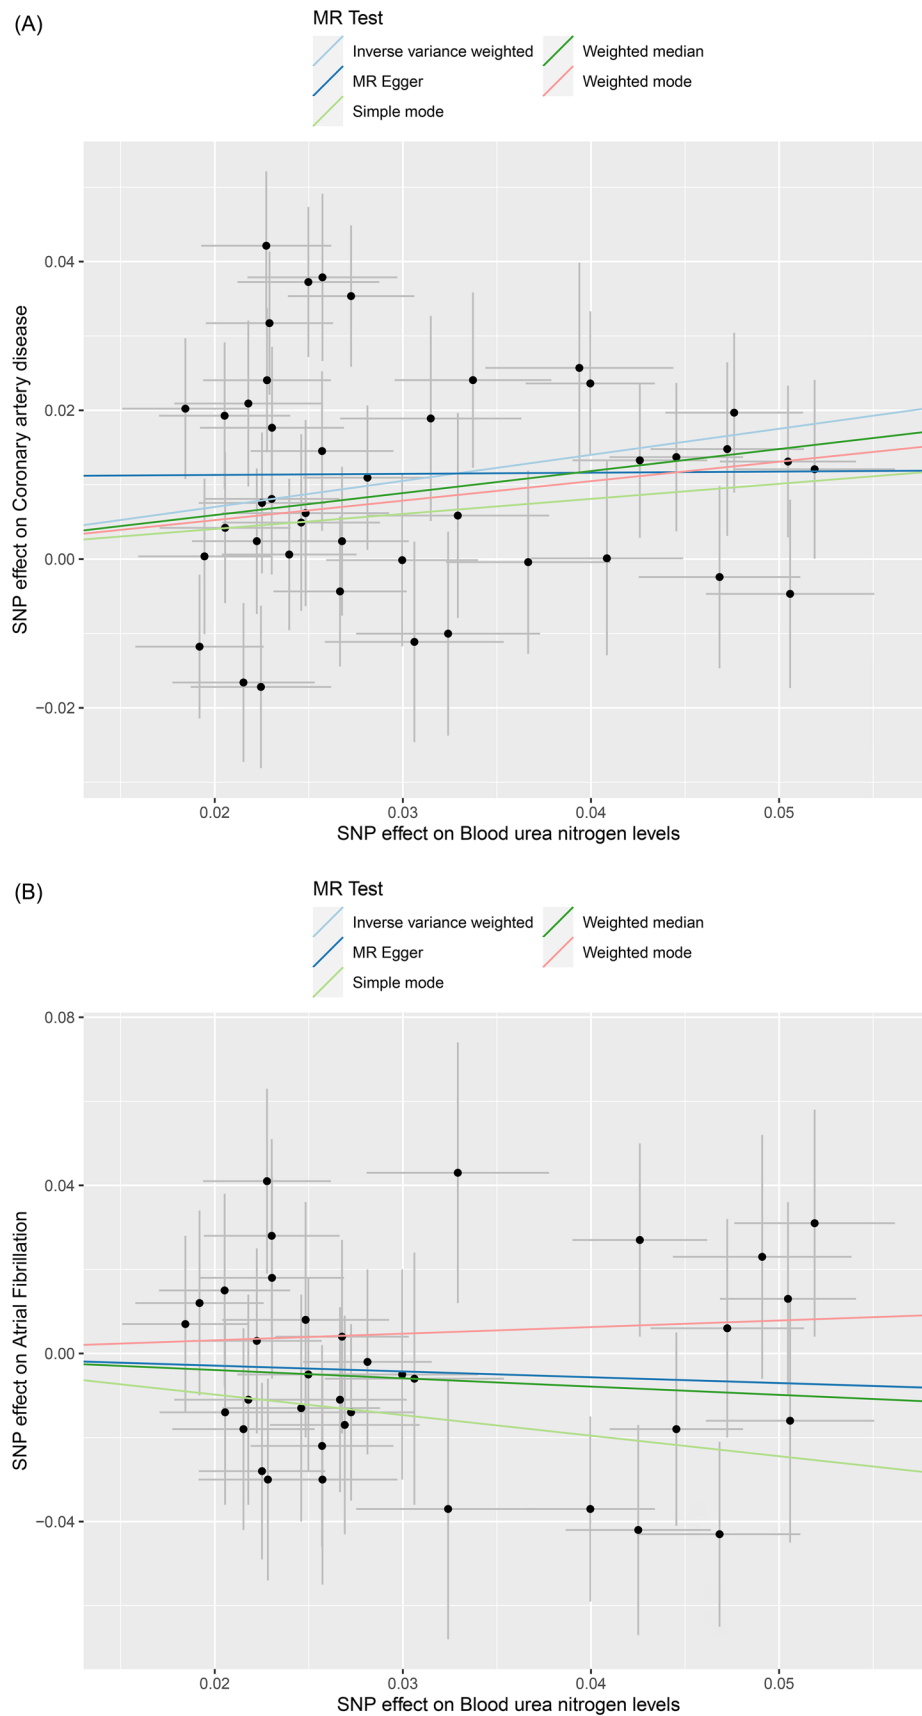 (A)
MR Test
Inverse variance weighted
Weighted median
MR Egger
Weighted mode
Simple mode
SNP effect on Coronary artery disease
0.04
0.02
0.00
−0.02
0.02
0.03
0.04
0.05
SNP effect on Blood urea nitrogen levels
(B)
MR Test
Inverse variance weighted
Weighted median
MR Egger
Weighted mode
Simple mode
SNP effect on Atrial Fibrillation
0.08
0.04
0.00
−0.04
0.02
0.03
0.04
0.05
SNP effect on Blood urea nitrogen levels